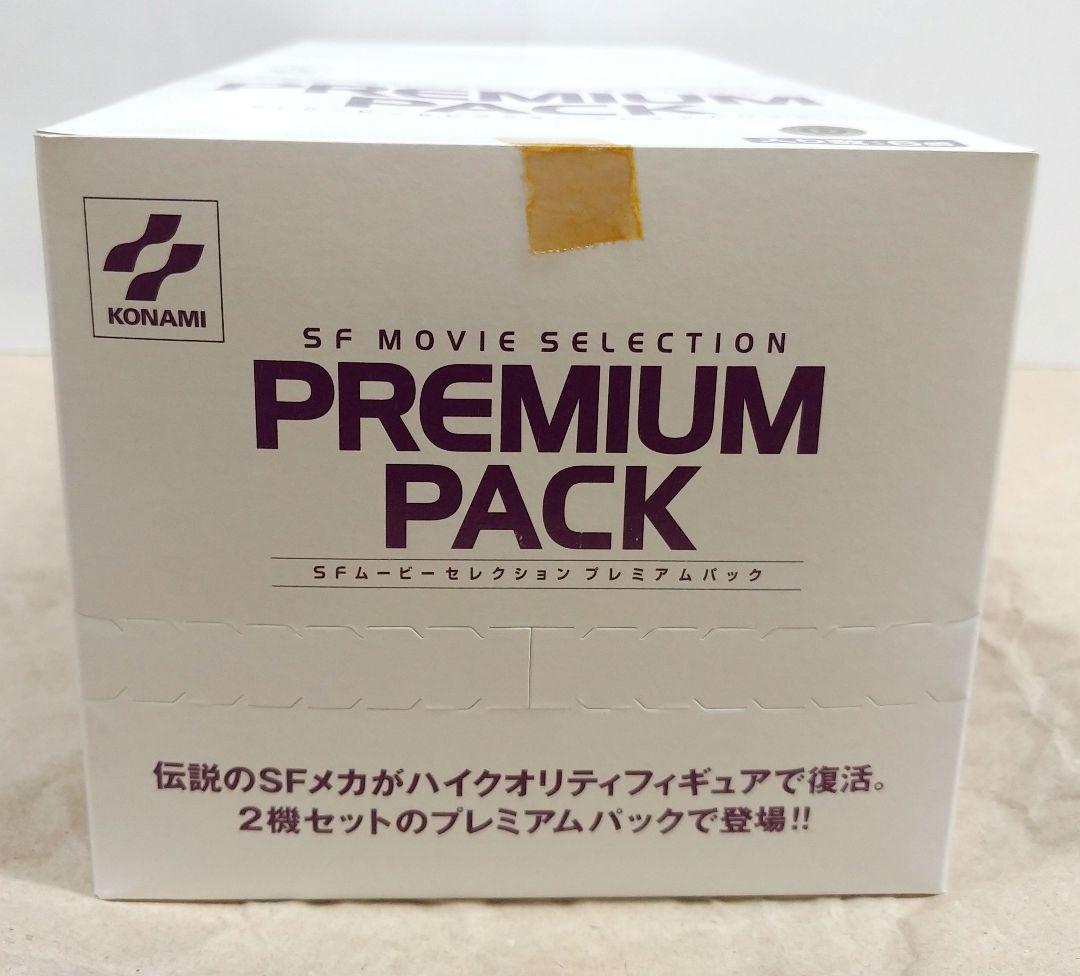 PREMIUM
PACK
KONAMI
SF MOVIE SELECTION
PREMIUM
PACK
SFムービーセレクション プレミアムパック
伝説のSFメカがハイクオリティフィギュアで復活。
2機セットのプレミアムパックで登場!!